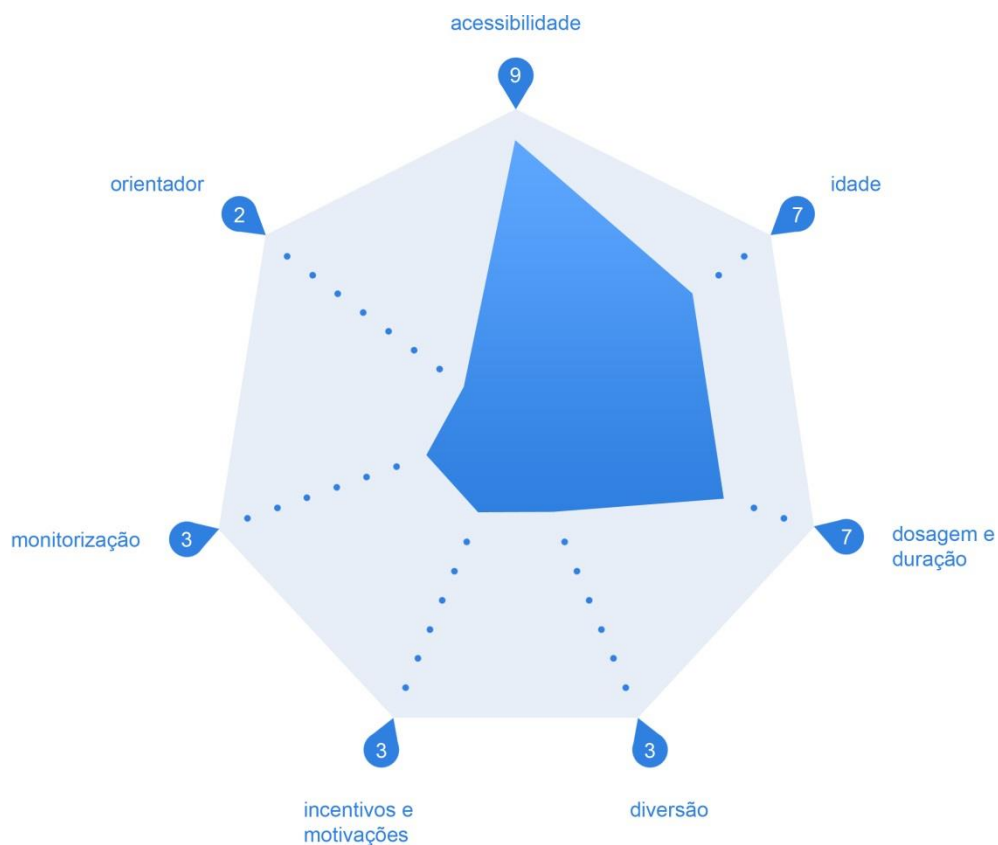 acessibilidade
9
orientador
2
idade
7
monitorização
3
7
dosagem e
duração
3
3
incentivos e
motivações
diversão